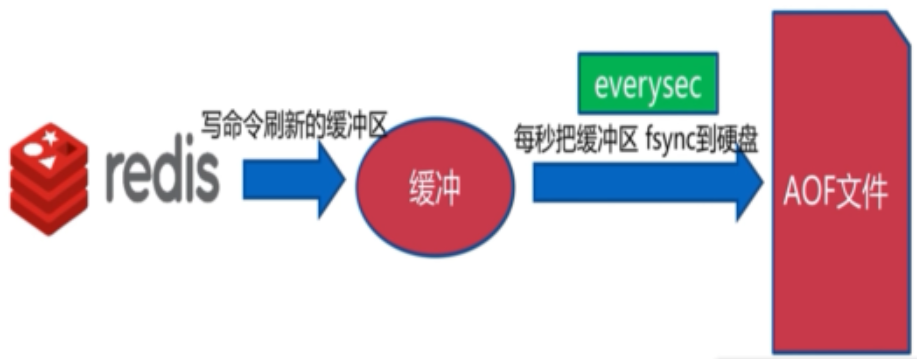 everysec
写命令刷新的缓冲区
每秒把缓冲区 fsync到硬盘
redis
缓冲
AOF文件